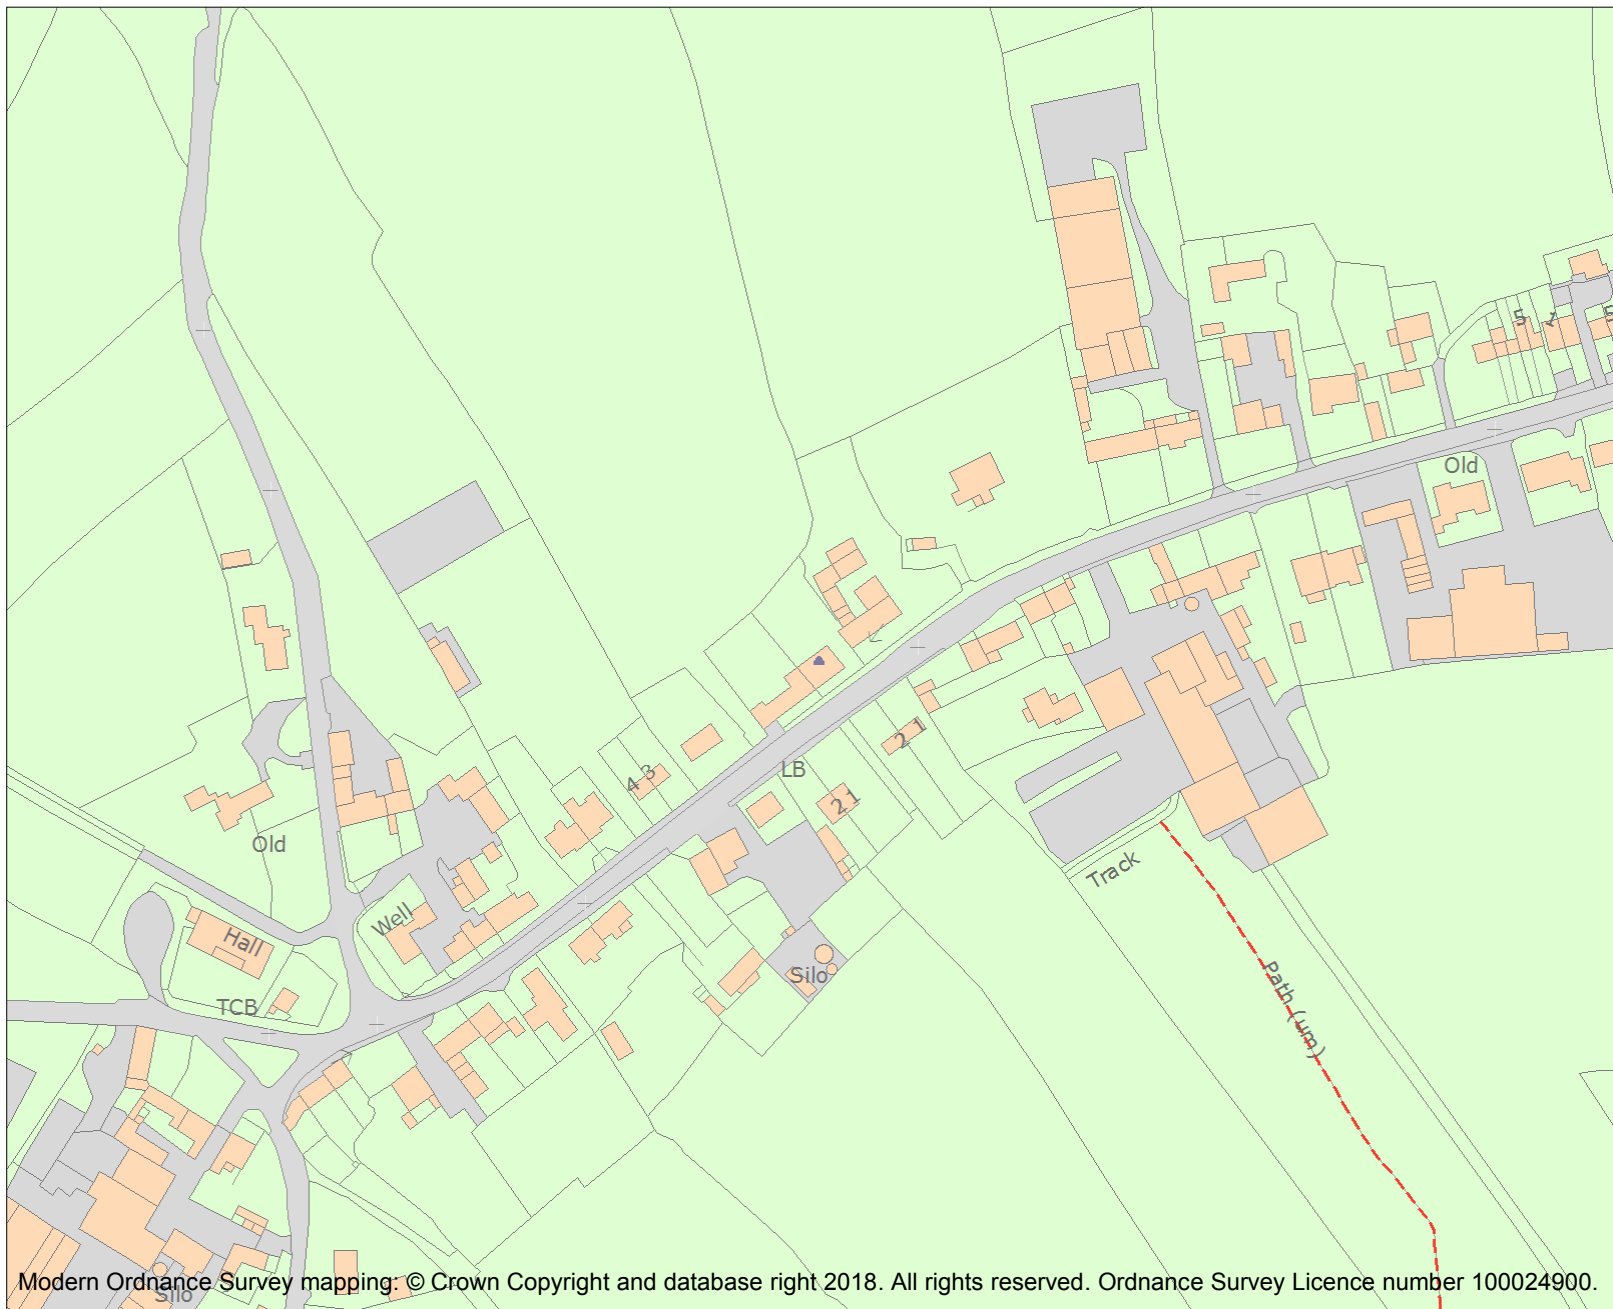 5
5
Old
4 3
2 1
LB
2 1
Old
Track
Well
Hall
Silo
Path (um)
TCB
Silo
Modern Ordnance Survey mapping: © Crown Copyright and database right 2018. All rights reserved. Ordnance Survey Licence number 100024900.